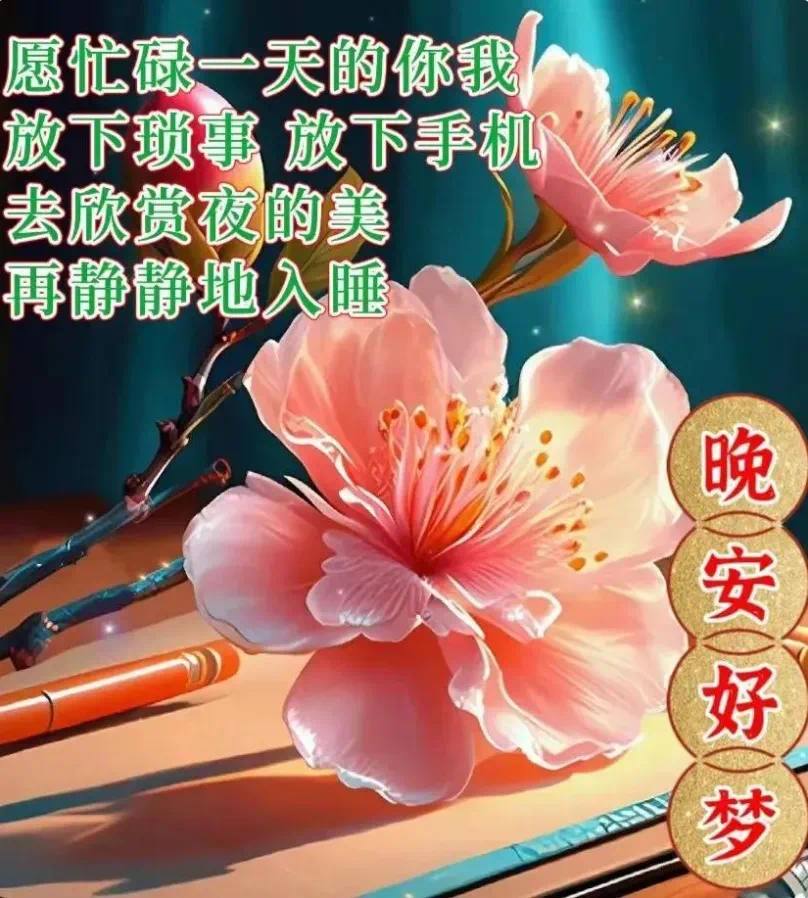 愿忙碌一天的你我
放下琐事 放下手机
去欣赏夜的美
再静静地入睡
晚安好梦